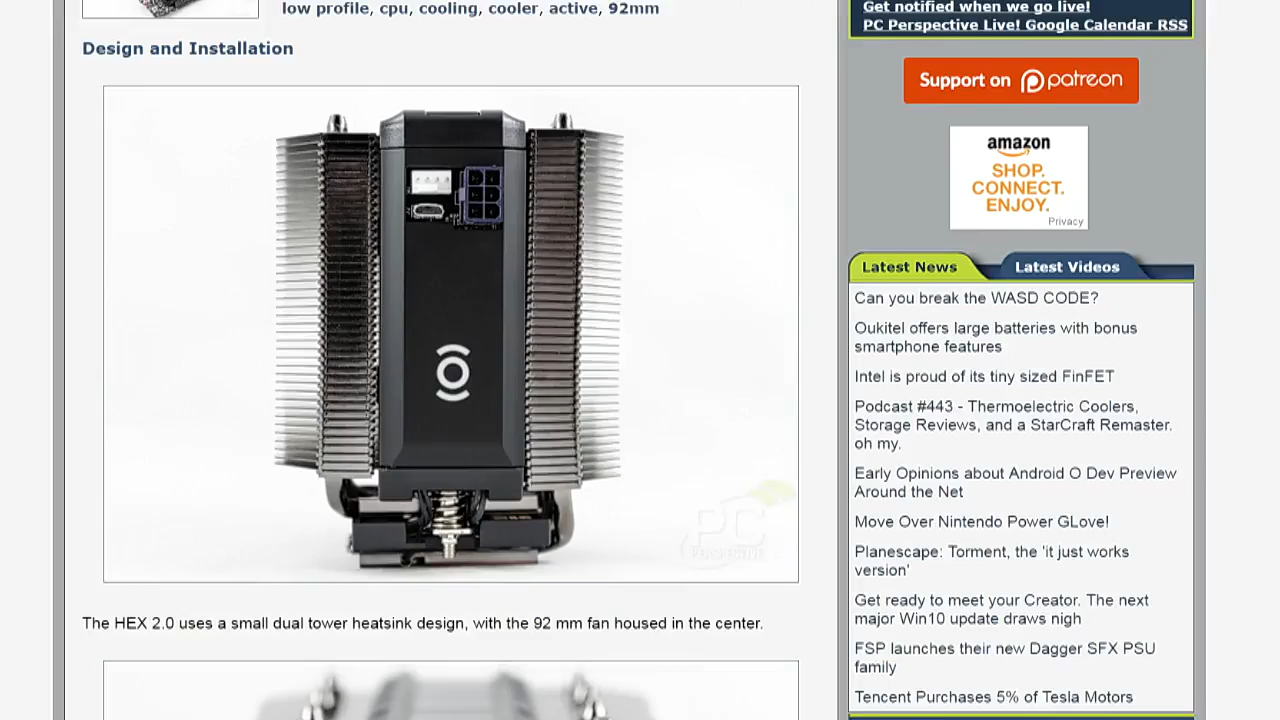 low profile, cpu, cooling, cooler, active, 92mm
Design and Installation
PC
PERSPECTIVE
The HEX 2.0 uses a small dual tower heatsink design, with the 92 mm fan housed in the center.
Get notified when we go live!
PC Perspective Live! Google Calendar RSS
Support on patreon
amazon
SHOP.
CONNECT.
ENJOY.
Privacy
Latest News
Latest Videos
Can you break the WASD CODE?
Oukitel offers large batteries with bonus
smartphone features
Intel is proud of its tiny sized FinFET
Podcast #443 - Thermoelectric Coolers,
Storage Reviews, and a StarCraft Remaster.
oh my.
Early Opinions about Android O Dev Preview
Around the Net
Move Over Nintendo Power GLove!
Planescape: Torment, the 'it just works
version'
Get ready to meet your Creator. The next
major Win10 update draws nigh
FSP launches their new Dagger SFX PSU
family
Tencent Purchases 5% of Tesla Motors